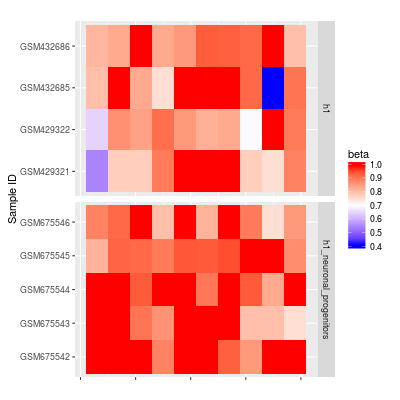 Sample ID
GSM432686
GSM432685
GSM429322
GSM429321
h1
GSM675546
GSM675545
GSM675544
GSM675543
GSM675542
h1_neuronal_progenitors
beta
1.0
0.9
0.8
0.7
0.6
0.5
0.4